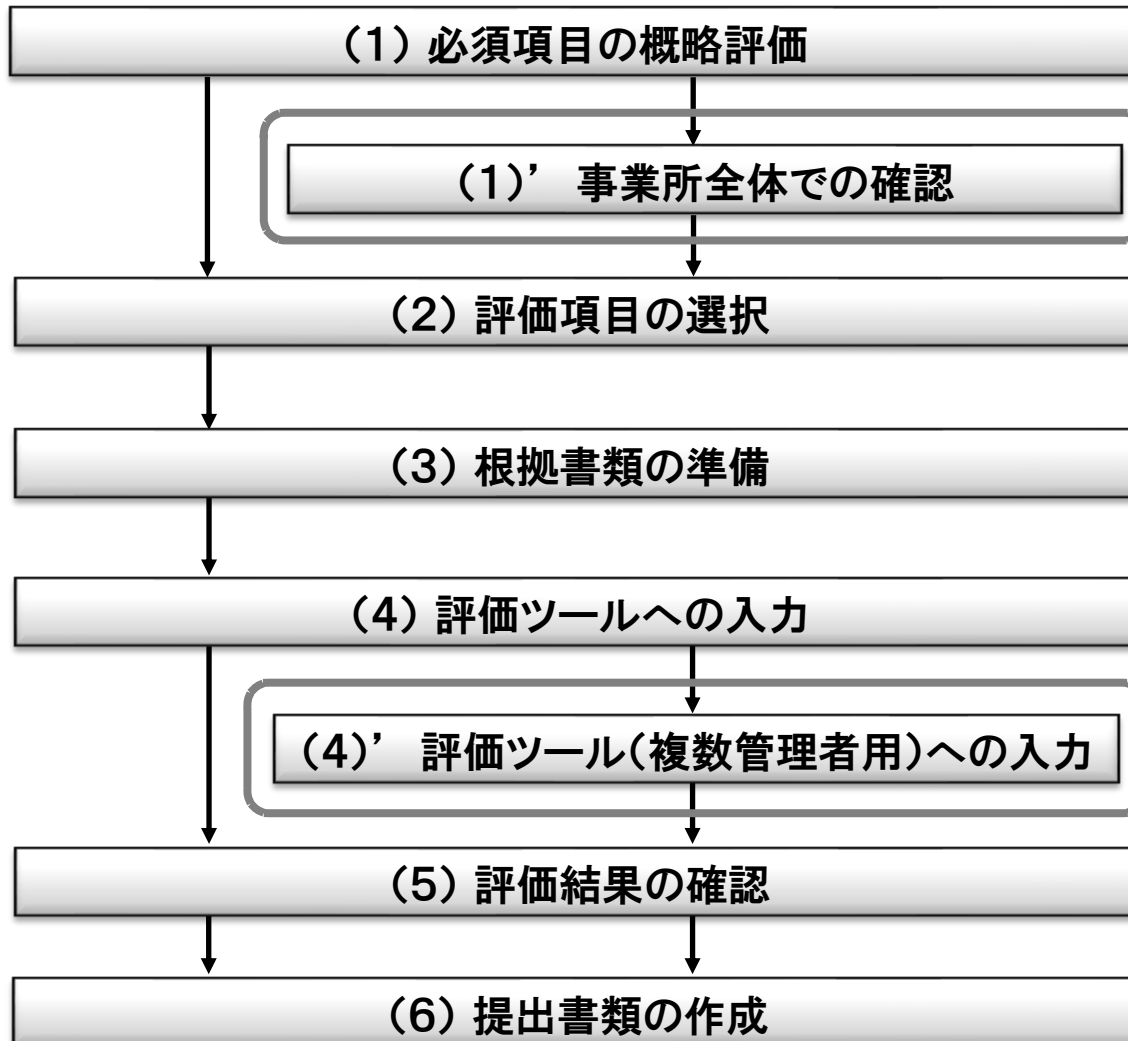 (1) 必須項目の概略評価
(1)’ 事業所全体での確認
(2) 評価項目の選択
(3) 根拠書類の準備
(4) 評価ツールへの入力
(4)’ 評価ツール(複数管理者用)への入力
(5) 評価結果の確認
(6) 提出書類の作成